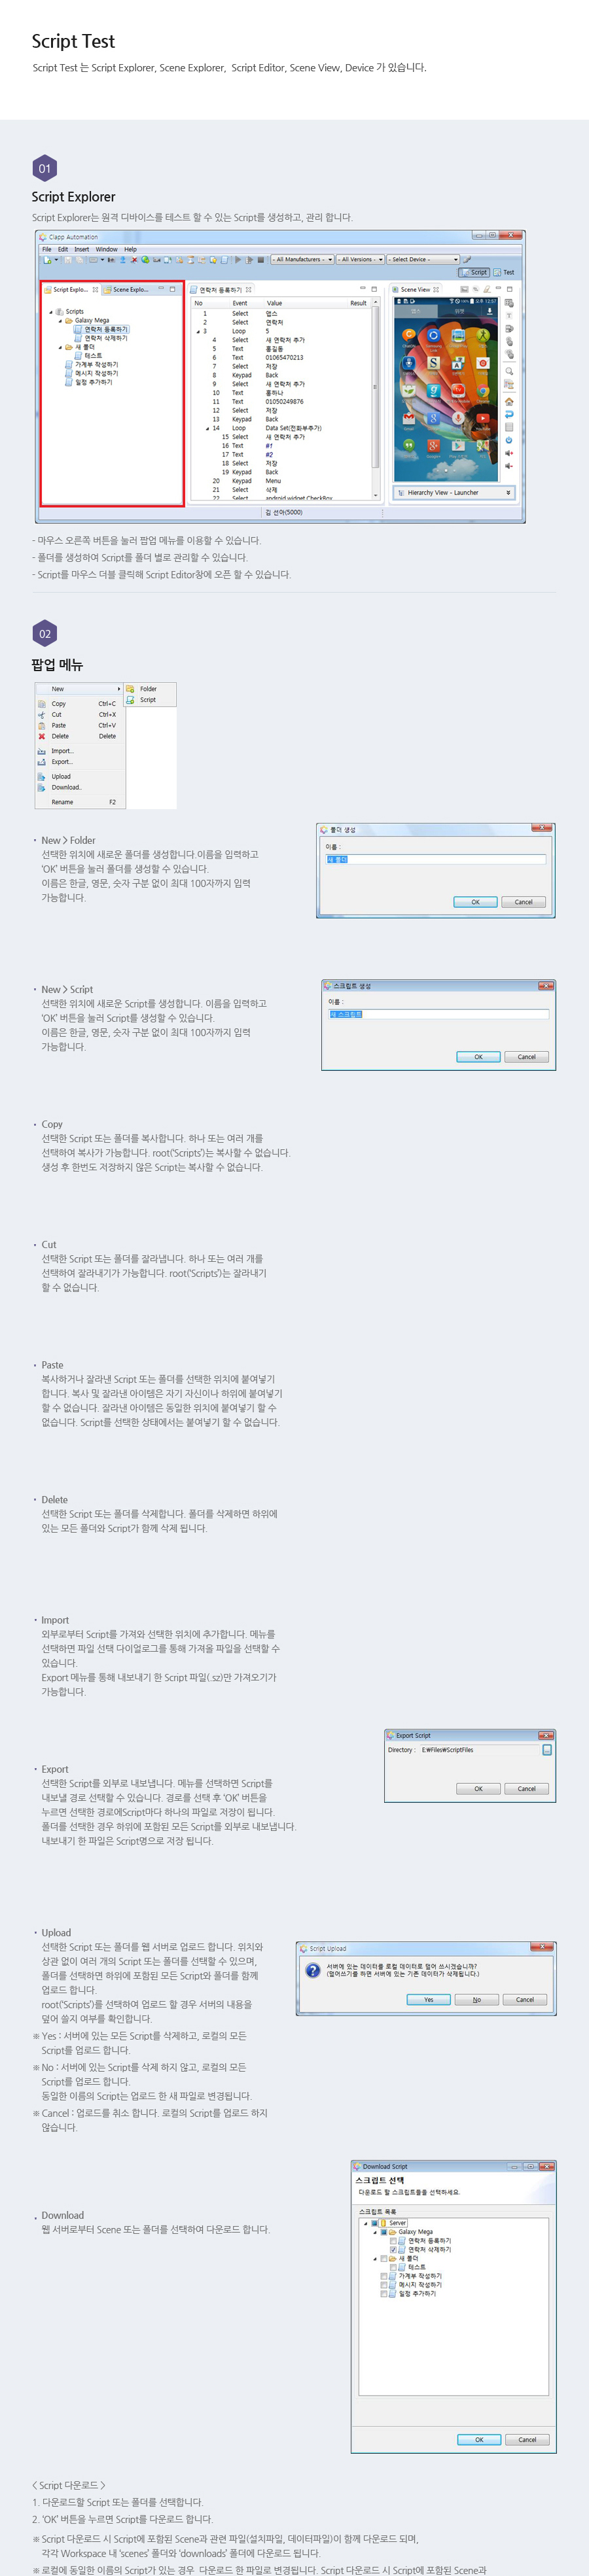 Script Test
Script Test 는 Script Explorer, Scene Explorer, Script Editor, Scene View, Device 가 있습니다.
01
Script Explorer
Script Explorer는 원격 디바이스를 테스트 할 수 있는 Script를 생성하고, 관리 합니다.
Clapp Automation
File Edit Insert Window Help
- All Manufacturers - - All Versions - - Select Device -
Script Test
Script Explo... Scene Explo...
Scripts
Galaxy Mega
연락처 등록하기
연락처 삭제하기
새 폴더
테스트
가계부 작성하기
메시지 작성하기
일정 추가하기
연락처 등록하기
No Event Value Result
1 Select 앱스
2 Select 연락처
3 Loop 5
4 Select 새 연락처 추가
5 Text 홍길동
6 Text 01065470213
7 Select 저장
8 Keypad Back
9 Select 새 연락처 추가
10 Text 홍하나
11 Text 01050249876
12 Select 저장
13 Keypad Back
14 Loop Data Set(전화부추가)
15 Select 새 연락처 추가
16 Text #1
17 Text #2
18 Select 저장
19 Keypad Back
20 Keypad Menu
21 Select 삭제
22 Select android.widget.CheckBox
Scene View
Hierarchy View - Launcher
김 선아(5000)
- 마우스 오른쪽 버튼을 눌러 팝업 메뉴를 이용할 수 있습니다.
- 폴더를 생성하여 Script를 폴더 별로 관리할 수 있습니다.
- Script를 마우스 더블 클릭해 Script Editor창에 오픈 할 수 있습니다.
02
팝업 메뉴
New
Folder
Script
Copy Ctrl+C
Cut Ctrl+X
Paste Ctrl+V
Delete Delete
Import...
Export...
Upload
Download..
Rename F2
• New > Folder
선택한 위치에 새로운 폴더를 생성합니다.이름을 입력하고
'OK' 버튼을 눌러 폴더를 생성할 수 있습니다.
이름은 한글, 영문, 숫자 구분 없이 최대 100자까지 입력
가능합니다.
폴더 생성
이름 :
새 폴더
OK Cancel
• New > Script
선택한 위치에 새로운 Script를 생성합니다. 이름을 입력하고
'OK' 버튼을 눌러 Script를 생성할 수 있습니다.
이름은 한글, 영문, 숫자 구분 없이 최대 100자까지 입력
가능합니다.
스크립트 생성
이름 :
새 스크립트
OK Cancel
• Copy
선택한 Script 또는 폴더를 복사합니다. 하나 또는 여러 개를
선택하여 복사가 가능합니다. root('Scripts')는 복사할 수 없습니다.
생성 후 한번도 저장하지 않은 Script는 복사할 수 없습니다.
• Cut
선택한 Script 또는 폴더를 잘라냅니다. 하나 또는 여러 개를
선택하여 잘라내기가 가능합니다. root('Scripts')는 잘라내기
할 수 없습니다.
• Paste
복사하거나 잘라낸 Script 또는 폴더를 선택한 위치에 붙여넣기
합니다. 복사 및 잘라낸 아이템은 자기 자신이나 하위에 붙여넣기
할 수 없습니다. 잘라낸 아이템은 동일한 위치에 붙여넣기 할 수
없습니다. Script를 선택한 상태에서는 붙여넣기 할 수 없습니다.
• Delete
선택한 Script 또는 폴더를 삭제합니다. 폴더를 삭제하면 하위에
있는 모든 폴더와 Script가 함께 삭제 됩니다.
• Import
외부로부터 Script를 가져와 선택한 위치에 추가합니다. 메뉴를
선택하면 파일 선택 다이얼로그를 통해 가져올 파일을 선택할 수
있습니다.
Export 메뉴를 통해 내보내기 한 Script 파일(.sz)만 가져오기가
가능합니다.
Export Script
Directory : E:₩Files₩ScriptFiles
...
OK Cancel
• Export
선택한 Script를 외부로 내보냅니다. 메뉴를 선택하면 Script를
내보낼 경로 선택할 수 있습니다. 경로를 선택 후 'OK' 버튼을
누르면 선택한 경로에Script마다 하나의 파일로 저장이 됩니다.
폴더를 선택한 경우 하위에 포함된 모든 Script를 외부로 내보냅니다.
내보내기 한 파일은 Script명으로 저장 됩니다.
• Upload
선택한 Script 또는 폴더를 웹 서버로 업로드 합니다. 위치와
상관 없이 여러 개의 Script 또는 폴더를 선택할 수 있으며,
폴더를 선택하면 하위에 포함된 모든 Script와 폴더를 함께
업로드 합니다.
root('Scripts')를 선택하여 업로드 할 경우 서버의 내용을
덮어 쓸지 여부를 확인합니다.
Script Upload
서버에 있는 데이터를 로컬 데이터로 덮어 쓰시겠습니까?
(덮어쓰기를 하면 서버에 있는 기존 데이터가 삭제됩니다.)
Yes No Cancel
※ Yes : 서버에 있는 모든 Script를 삭제하고, 로컬의 모든
Script를 업로드 합니다.
※ No : 서버에 있는 Script를 삭제 하지 않고, 로컬의 모든
Script를 업로드 합니다.
동일한 이름의 Script는 업로드 한 새 파일로 변경됩니다.
※ Cancel : 업로드를 취소 합니다. 로컬의 Script를 업로드 하지
않습니다.
• Download
웹 서버로부터 Scene 또는 폴더를 선택하여 다운로드 합니다.
Download Script
스크립트 선택
다운로드 할 스크립트들을 선택하세요.
스크립트 목록
Server
Galaxy Mega
연락처 등록하기
연락처 삭제하기
새 폴더
테스트
가계부 작성하기
메시지 작성하기
일정 추가하기
OK Cancel
< Script 다운로드 >
1. 다운로드할 Script 또는 폴더를 선택합니다.
2. 'OK' 버튼을 누르면 Script를 다운로드 합니다.
※ Script 다운로드 시 Script에 포함된 Scene과 관련 파일(설치파일, 데이터파일)이 함께 다운로드 되며,
각각 Workspace 내 'scenes' 폴더와 'downloads' 폴더에 다운로드 됩니다.
※ 로컬에 동일한 이름의 Script가 있는 경우 다운로드 한 파일로 변경됩니다. Script 다운로드 시 Script에 포함된 Scene과